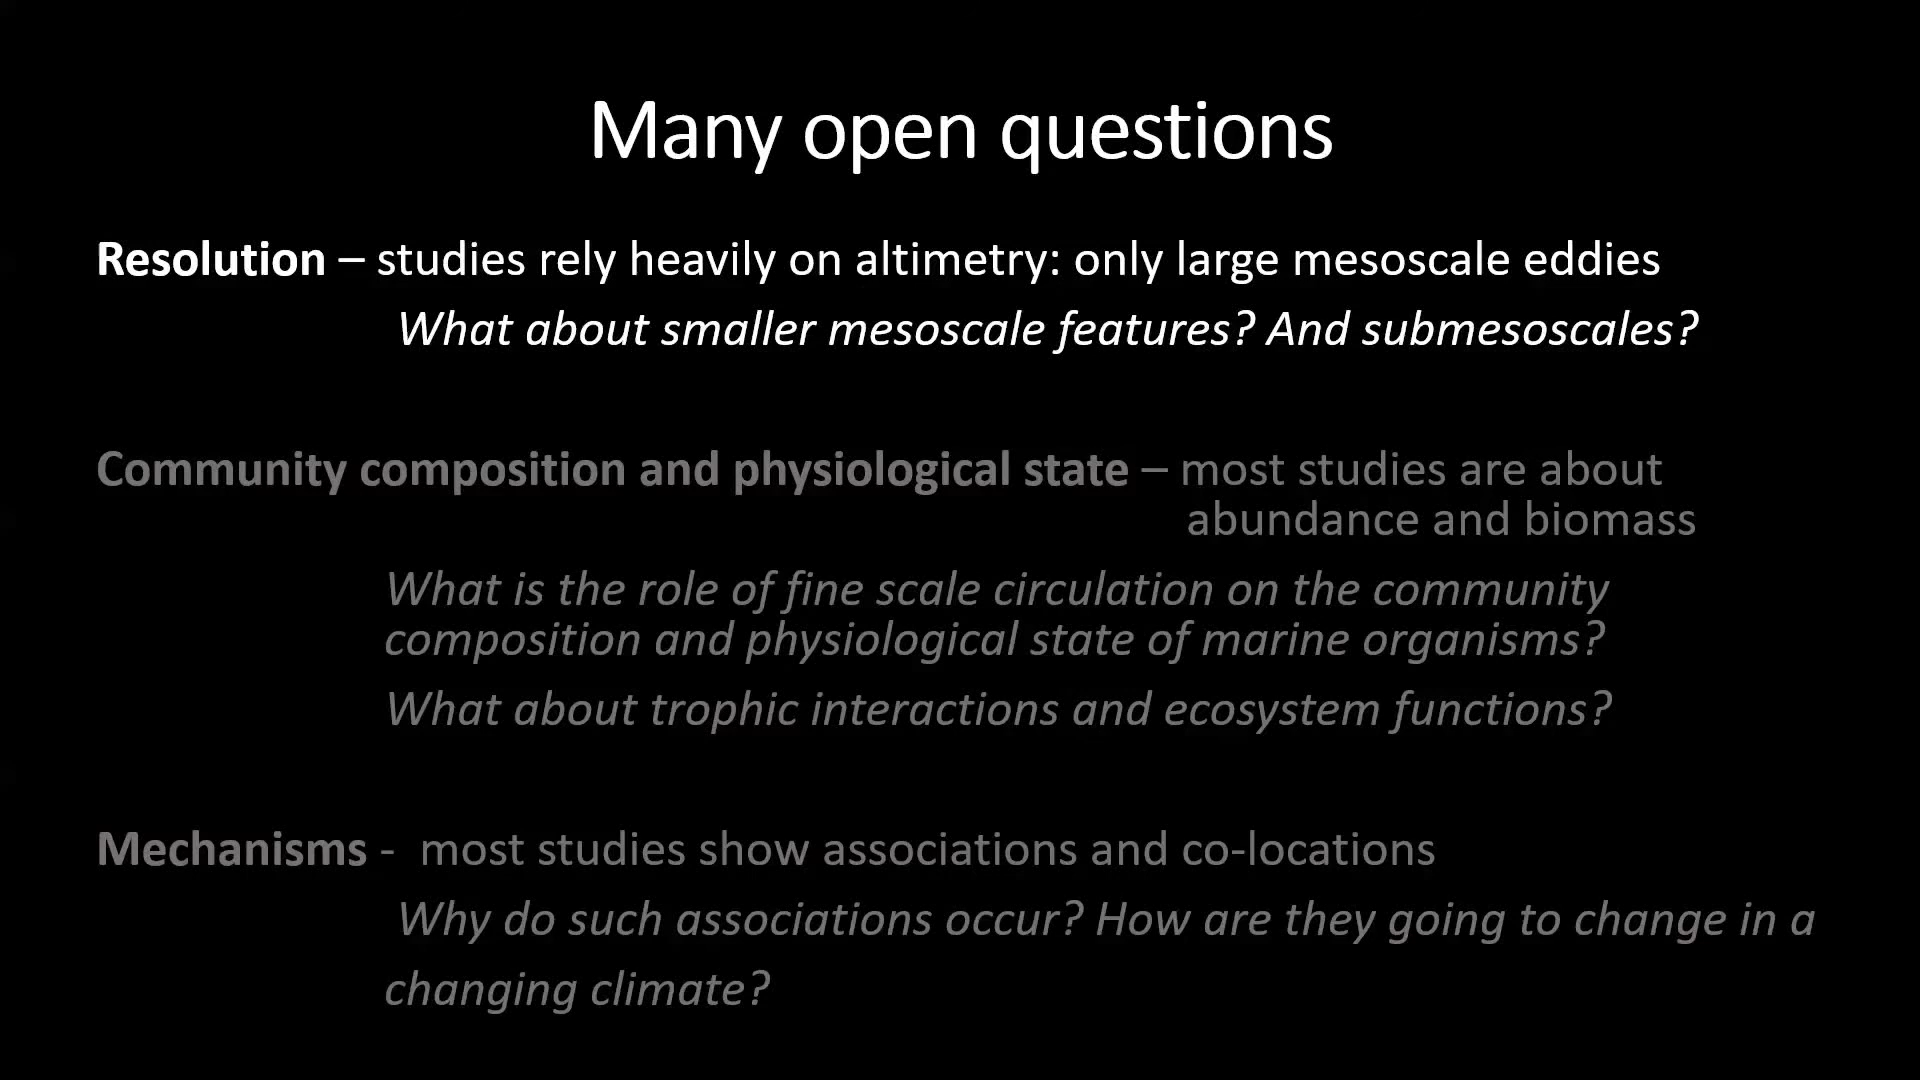 Many open questions
Resolution – studies rely heavily on altimetry: only large mesoscale eddies
What about smaller mesoscale features? And submesoscales?
Community composition and physiological state – most studies are about
abundance and biomass
What is the role of fine scale circulation on the community
composition and physiological state of marine organisms?
What about trophic interactions and ecosystem functions?
Mechanisms - most studies show associations and co-locations
Why do such associations occur? How are they going to change in a
changing climate?